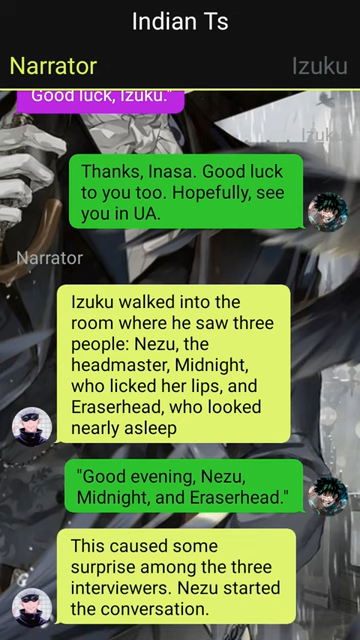 Indian Ts
Narrator
Izuku
Good luck, Izuku."
Izuku
Thanks, Inasa. Good luck
to you too. Hopefully, see
you in UA.
Narrator
Izuku walked into the
room where he saw three
people: Nezu, the
headmaster, Midnight,
who licked her lips, and
Eraserhead, who looked
nearly asleep
"Good evening, Nezu,
Midnight, and Eraserhead."
This caused some
surprise among the three
interviewers. Nezu started
the conversation.